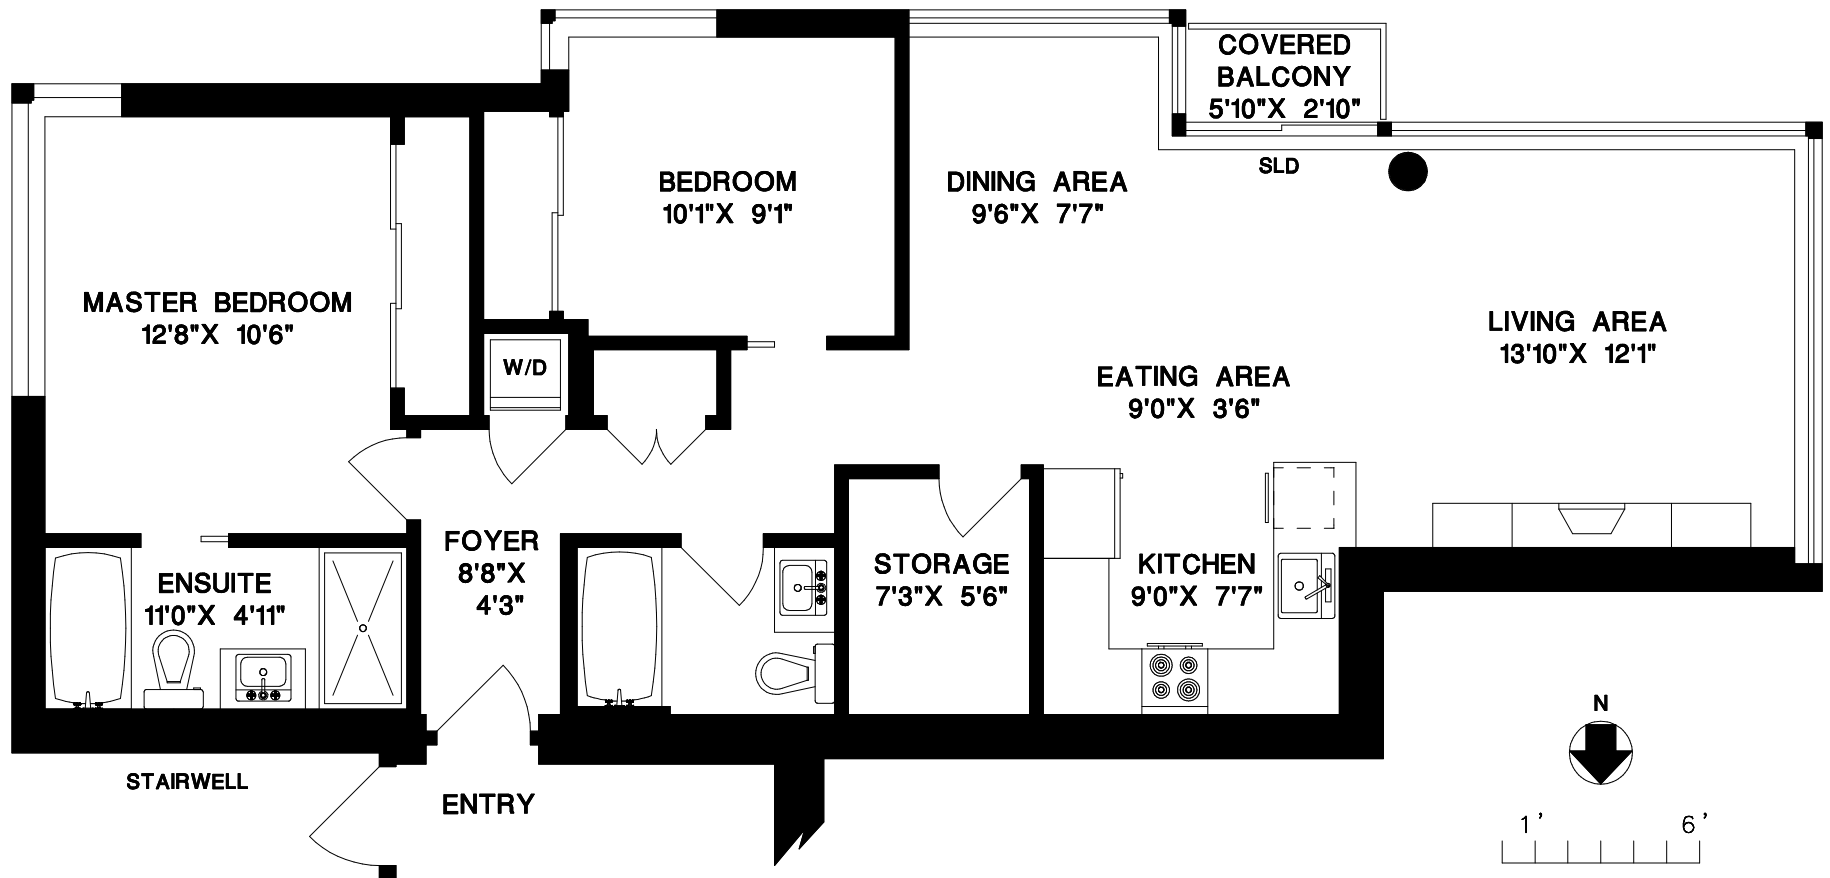 COVERED
BALCONY
5'10"X 2'10"
SLD
BEDROOM
10'1"X 9'1"
DINING AREA
9'6"X 7'7"
MASTER BEDROOM
12'8"X 10'6"
LIVING AREA
13'10"X 12'1"
W/D
EATING AREA
9'0"X 3'6"
FOYER
8'8"X
4'3"
STORAGE
7'3"X 5'6"
KITCHEN
9'0"X 7'7"
ENSUITE
11'0"X 4'11"
N
STAIRWELL
ENTRY
1' 6'